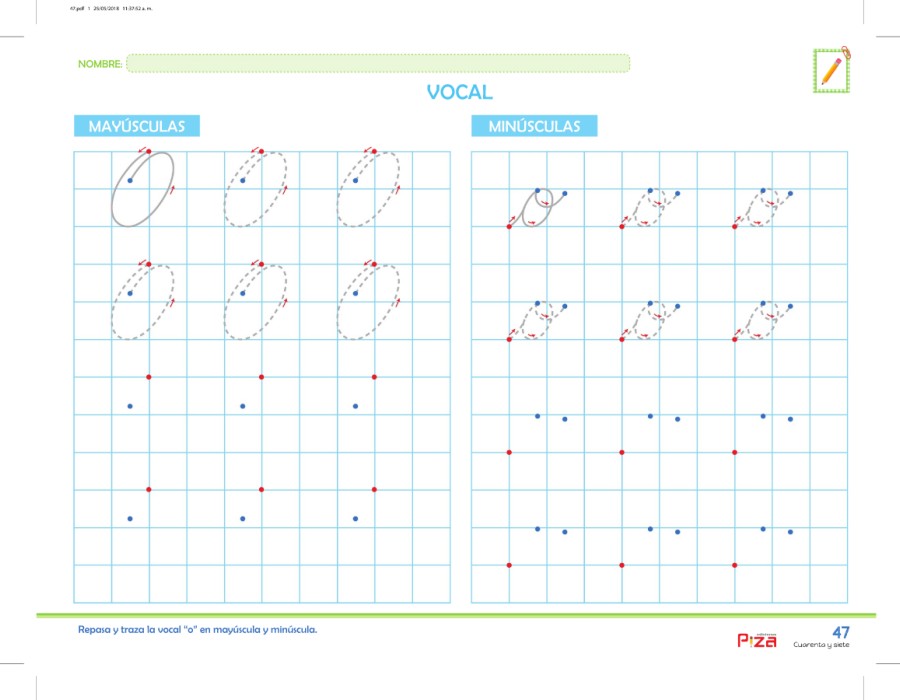 47.pdf 1 25/05/2018 11:37:52 a. m.
NOMBRE:
VOCAL
MAYÚSCULAS
MINÚSCULAS
Repasa y traza la vocal "o" en mayúscula y minúscula.
Piza
47
Cuarenta y siete